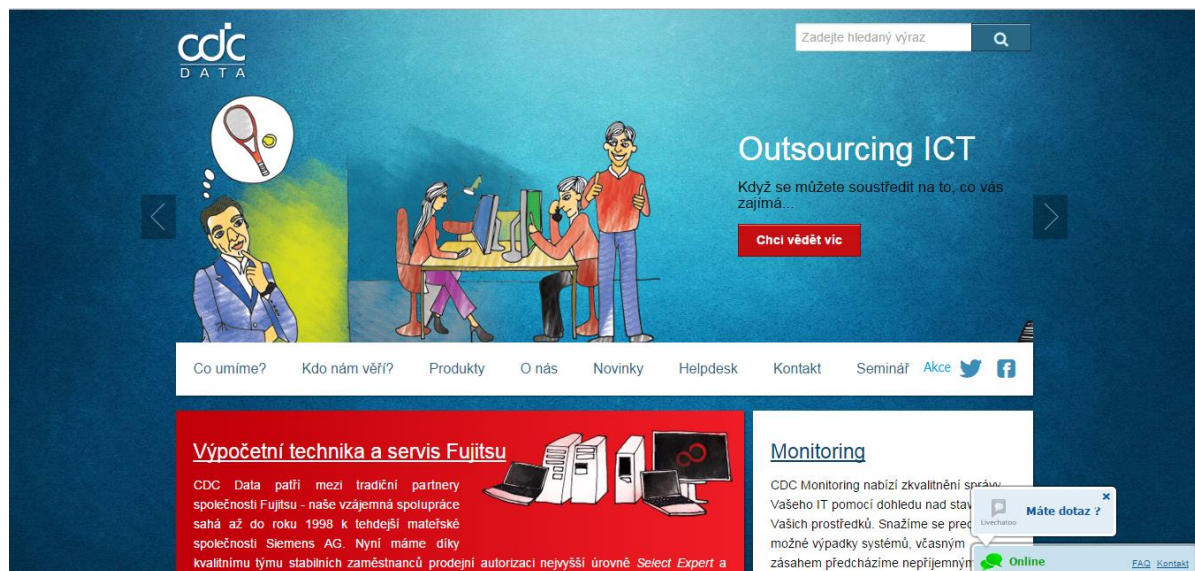 cdc
DATA
Zadejte hledaný výraz
Outsourcing ICT
Když se můžete soustředit na to, co vás
zajímá...
Chci vědět víc
Co umíme? Kdo nám věří? Produkty O nás Novinky Helpdesk Kontakt Seminář Akce
Výpočetní technika a servis Fujitsu
CDC Data patří mezi tradiční partnery
společnosti Fujitsu - naše vzájemná spolupráce
sahá až do roku 1998 k tehdejší mateřské
společnosti Siemens AG. Nyní máme díky
kvalitnímu týmu stabilních zaměstnanců prodejní autorizaci nejvyšší úrovně Select Expert a
Monitoring
CDC Monitoring nabízí zkvalitnění správy
Vašeho IT pomocí dohledu nad
Vašich prostředků. Snažíme se
možné výpadky systémů, včasným
zásahem předcházíme
Livechatoo
Máte dotaz ?
Online
FAQ Kontakt